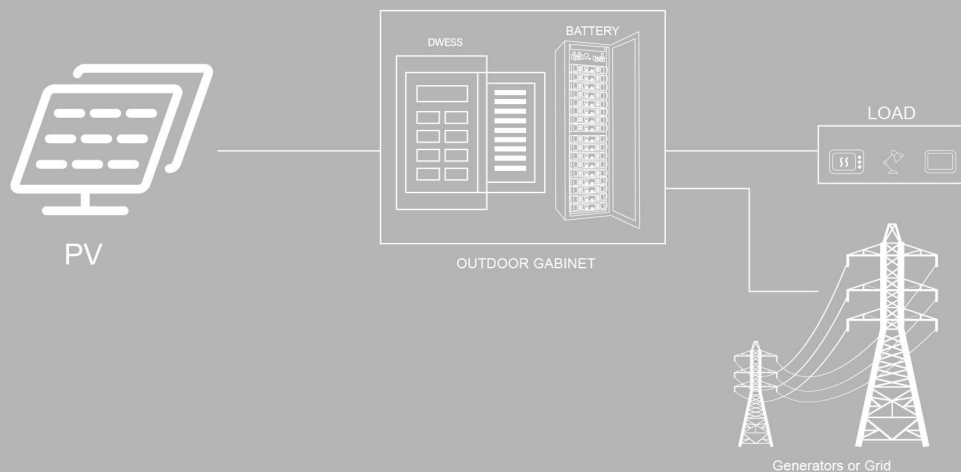 DWESS
BATTERY
LOAD
PV
OUTDOOR GABINET
Generators or Grid